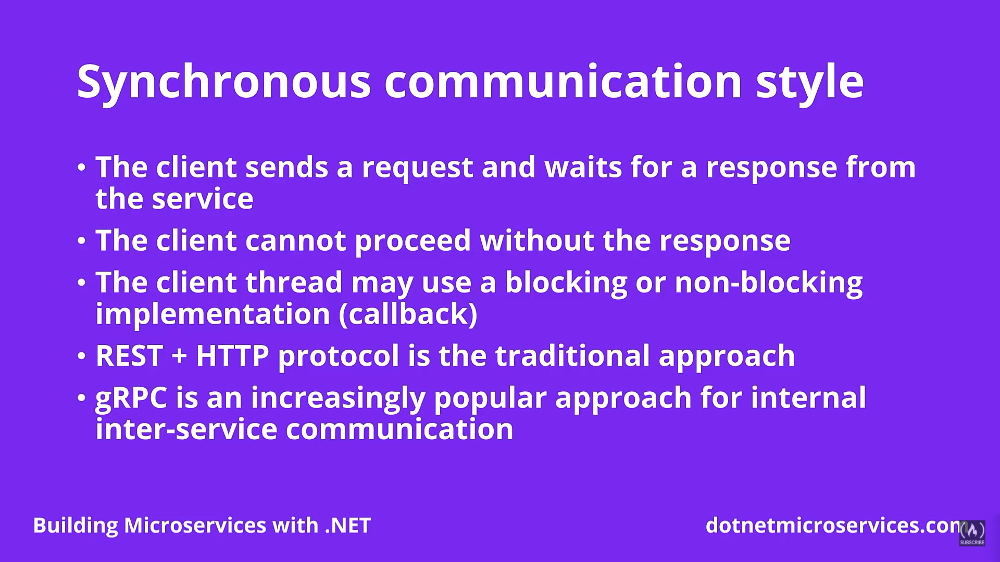 Synchronous communication style
• The client sends a request and waits for a response from
the service
• The client cannot proceed without the response
• The client thread may use a blocking or non-blocking
implementation (callback)
• REST + HTTP protocol is the traditional approach
• gRPC is an increasingly popular approach for internal
inter-service communication
Building Microservices with .NET
dotnetmicroservices.com
SUBSCRIBE